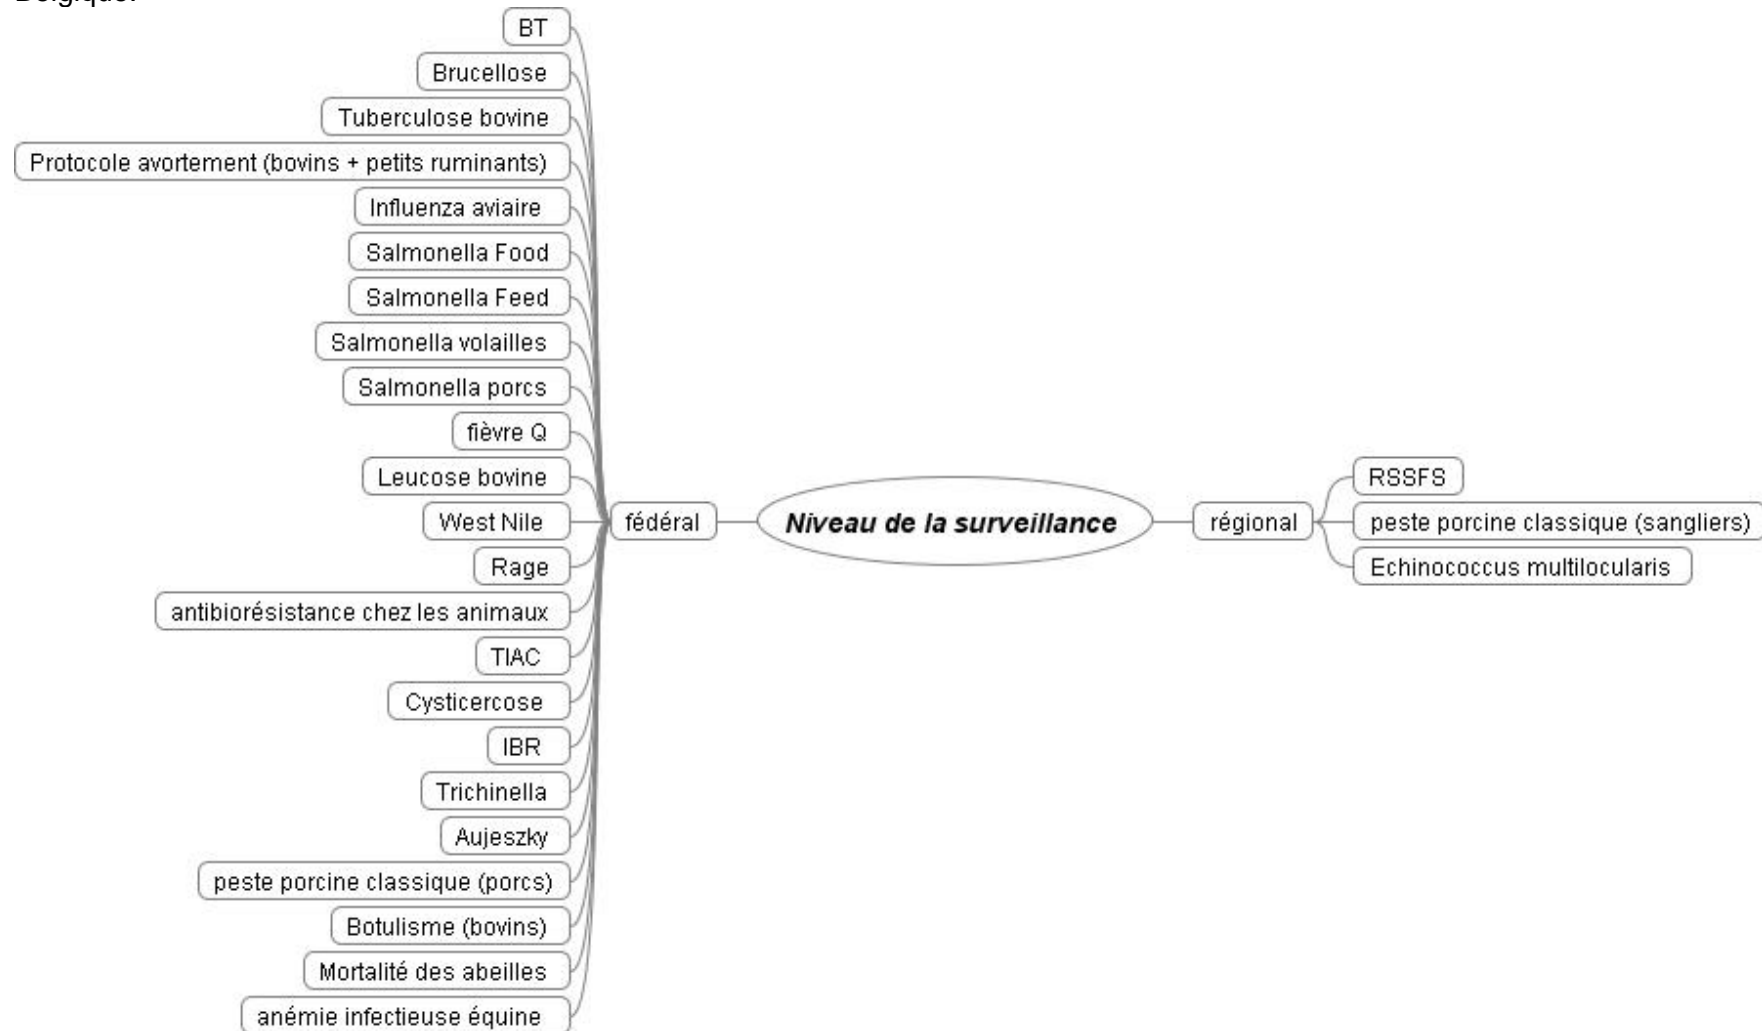 Belgique.
BT
Brucellose
Tuberculose bovine
Protocole avortement (bovins + petits ruminants)
Influenza aviaire
Salmonella Food
Salmonella Feed
Salmonella volailles
Salmonella porcs
fièvre Q
Leucose bovine
West Nile
Rage
antibiorésistance chez les animaux
TIAC
Cysticercose
IBR
Trichinella
Aujeszky
peste porcine classique (porcs)
Botulisme (bovins)
Mortalité des abeilles
anémie infectieuse équine
fédéral
Niveau de la surveillance
régional
RSSFS
peste porcine classique (sangliers)
Echinococcus multilocularis